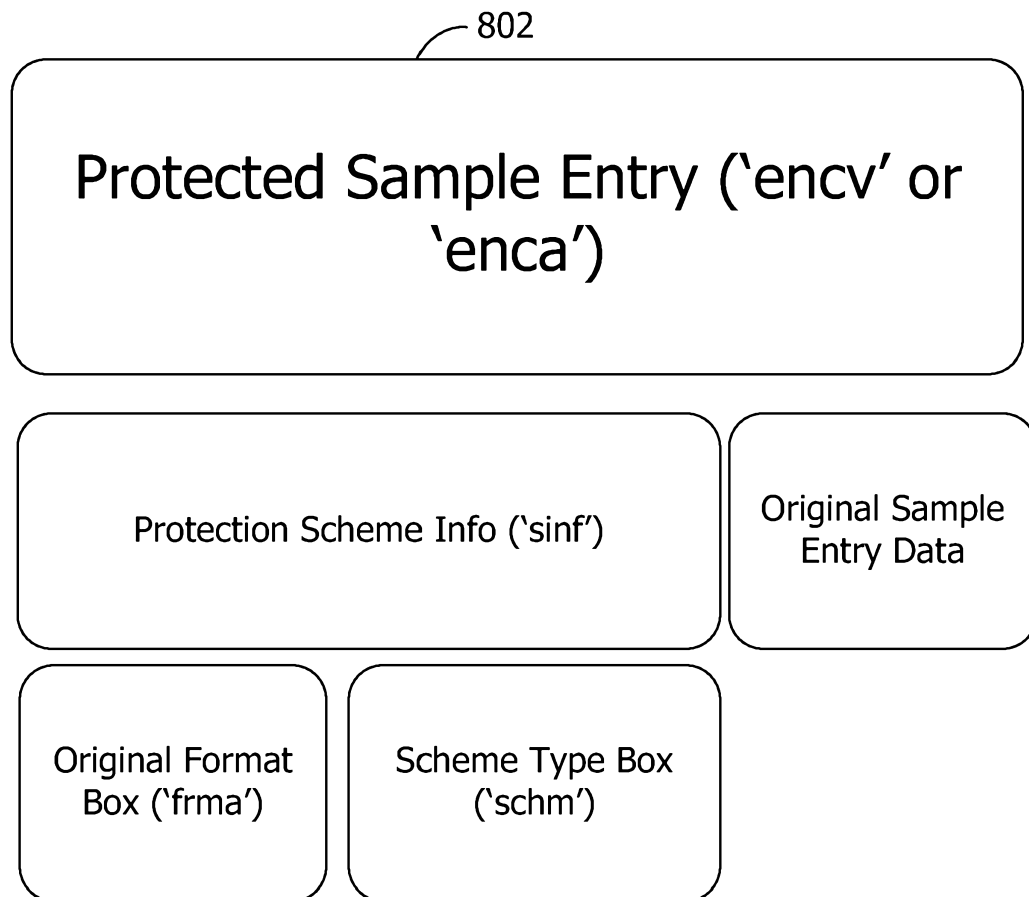 802
Protected Sample Entry (‘encv’ or
‘enca’)
Protection Scheme Info (‘sinf’)
Original Sample
Entry Data
Original Format
Box (‘frma’)
Scheme Type Box
(‘schm’)